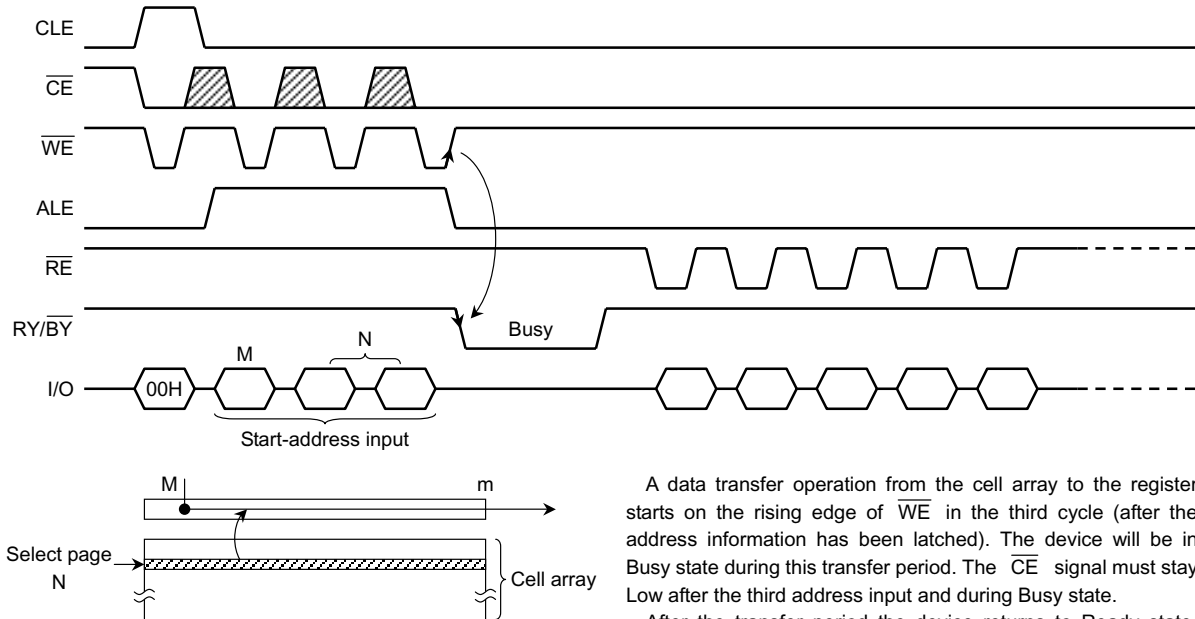 CLE
CE
WE
ALE
RE
RY/BY
Busy
M
N
I/O
00H
Start-address input
M
m
Select page
N
Cell array
A data transfer operation from the cell array to the register
starts on the rising edge of WE in the third cycle (after the
address information has been latched). The device will be in
Busy state during this transfer period. The CE signal must stay
Low after the third address input and during Busy state.
After the transfer period the device returns to Ready state.